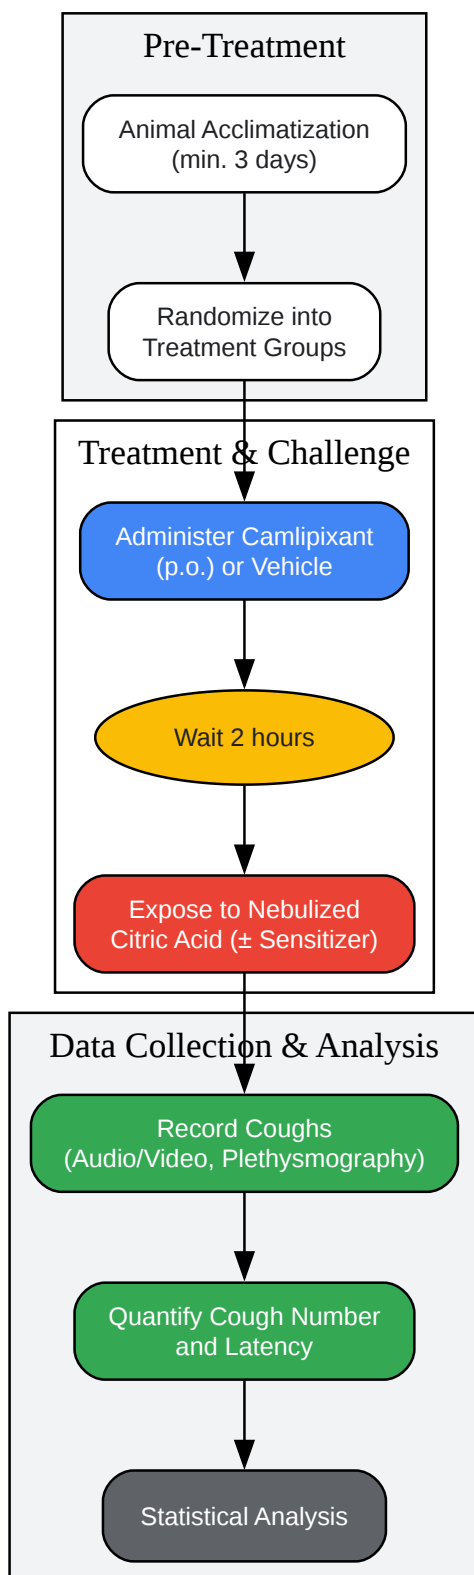 Pre-Treatment
Animal Acclimatization
(min. 3 days)
Randomize into
Treatment Groups
Treatment & Challenge
Administer Camlipixant
(p.o.) or Vehicle
Wait 2 hours
Expose to Nebulized
Citric Acid (± Sensitizer)
Data Collection & Analysis
Record Coughs
(Audio/Video, Plethysmography)
Quantify Cough Number
and Latency
Statistical Analysis